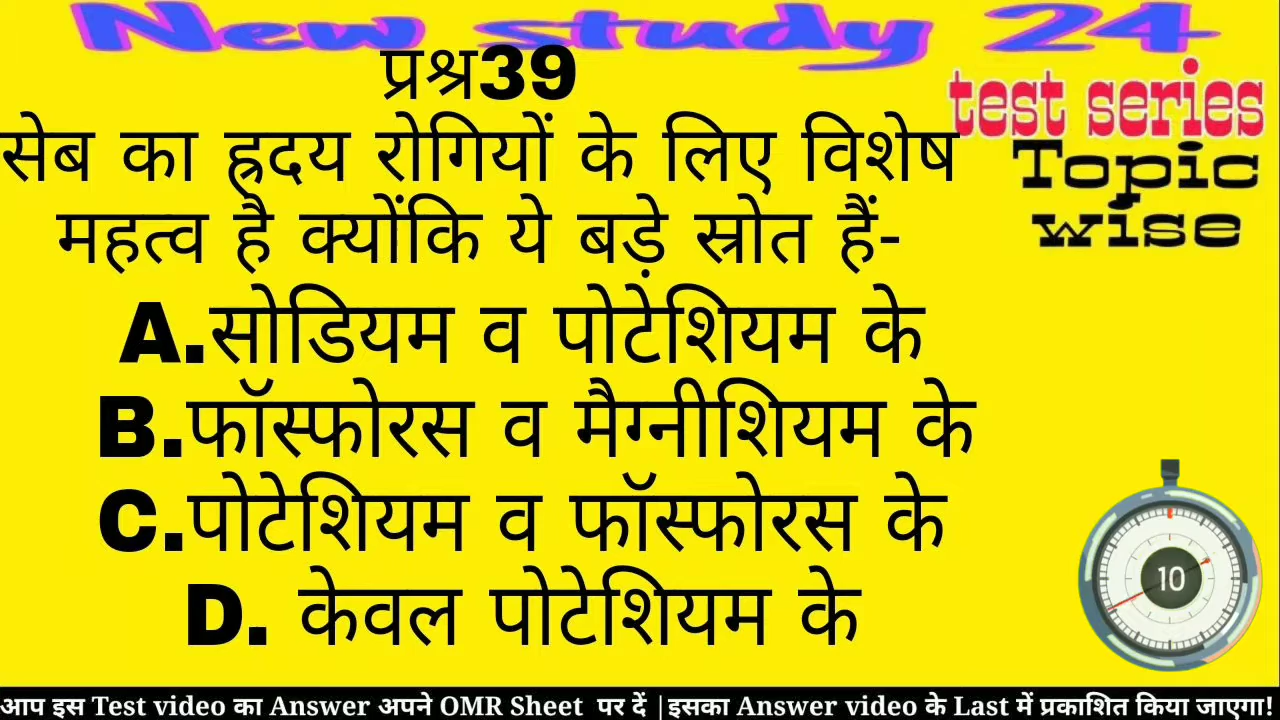 New study 24
प्रश्न39
test series
सेब का ह्रदय रोगियों के लिए विशेष
Topic
महत्व है क्योंकि ये बड़े स्रोत हैं-
wise
A.सोडियम व पोटेशियम के
B.फॉस्फोरस व मैग्नीशियम के
C.पोटेशियम व फॉस्फोरस के
10
D. केवल पोटेशियम के
आप इस Test video का Answer अपने OMR Sheet पर दें |इसका Answer video के Last में प्रकाशित किया जाएगा!